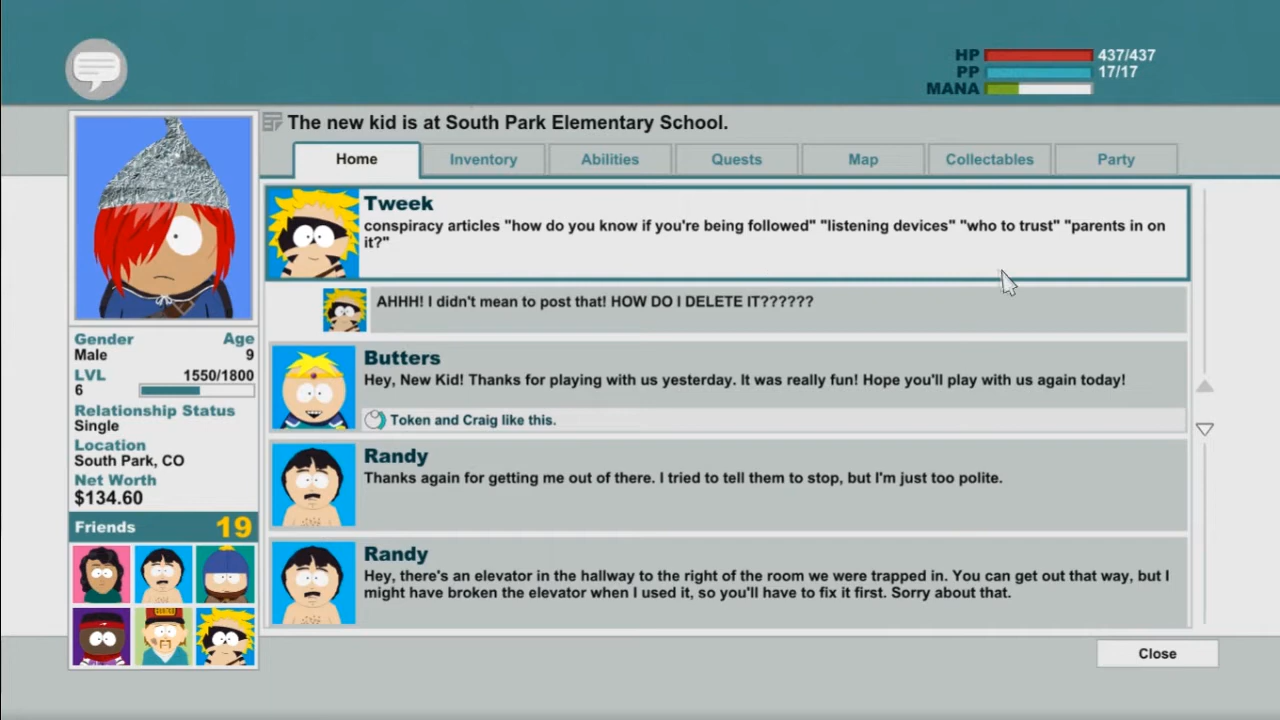 HP 437/437
PP 17/17
MANA
The new kid is at South Park Elementary School.
Home Inventory Abilities Quests Map Collectables Party
Gender Age
Male 9
LVL 1550/1800
6
Relationship Status
Single
Location
South Park, CO
Net Worth
$134.60
Friends 19
Tweek
conspiracy articles "how do you know if you're being followed" "listening devices" "who to trust" "parents in on
it?"
AHHH! I didn't mean to post that! HOW DO I DELETE IT??????
Butters
Hey, New Kid! Thanks for playing with us yesterday. It was really fun! Hope you'll play with us again today!
Token and Craig like this.
Randy
Thanks again for getting me out of there. I tried to tell them to stop, but I'm just too polite.
Randy
Hey, there's an elevator in the hallway to the right of the room we were trapped in. You can get out that way, but I
might have broken the elevator when I used it, so you'll have to fix it first. Sorry about that.
Close